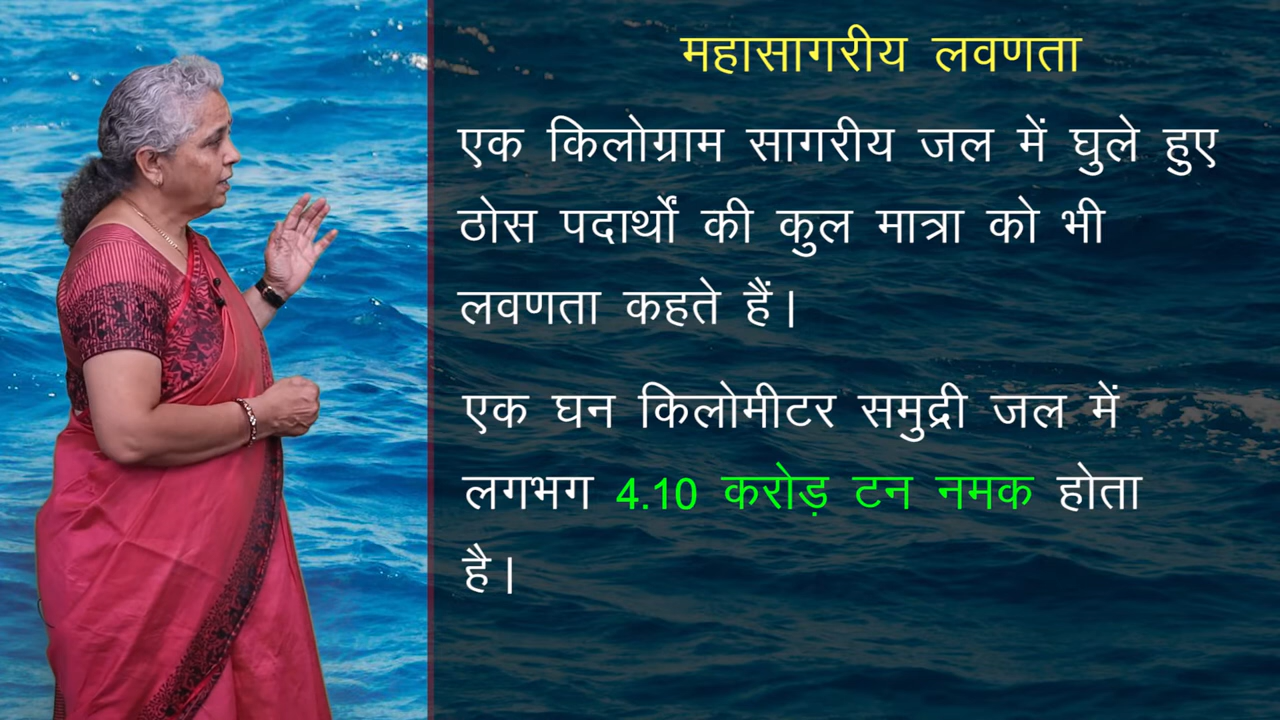 महासागरीय लवणता
एक किलोग्राम सागरीय जल में घुले हुए
ठोस पदार्थों की कुल मात्रा को भी
लवणता कहते हैं।
एक घन किलोमीटर समुद्री जल में
लगभग 4.10 करोड़ टन नमक होता
है।